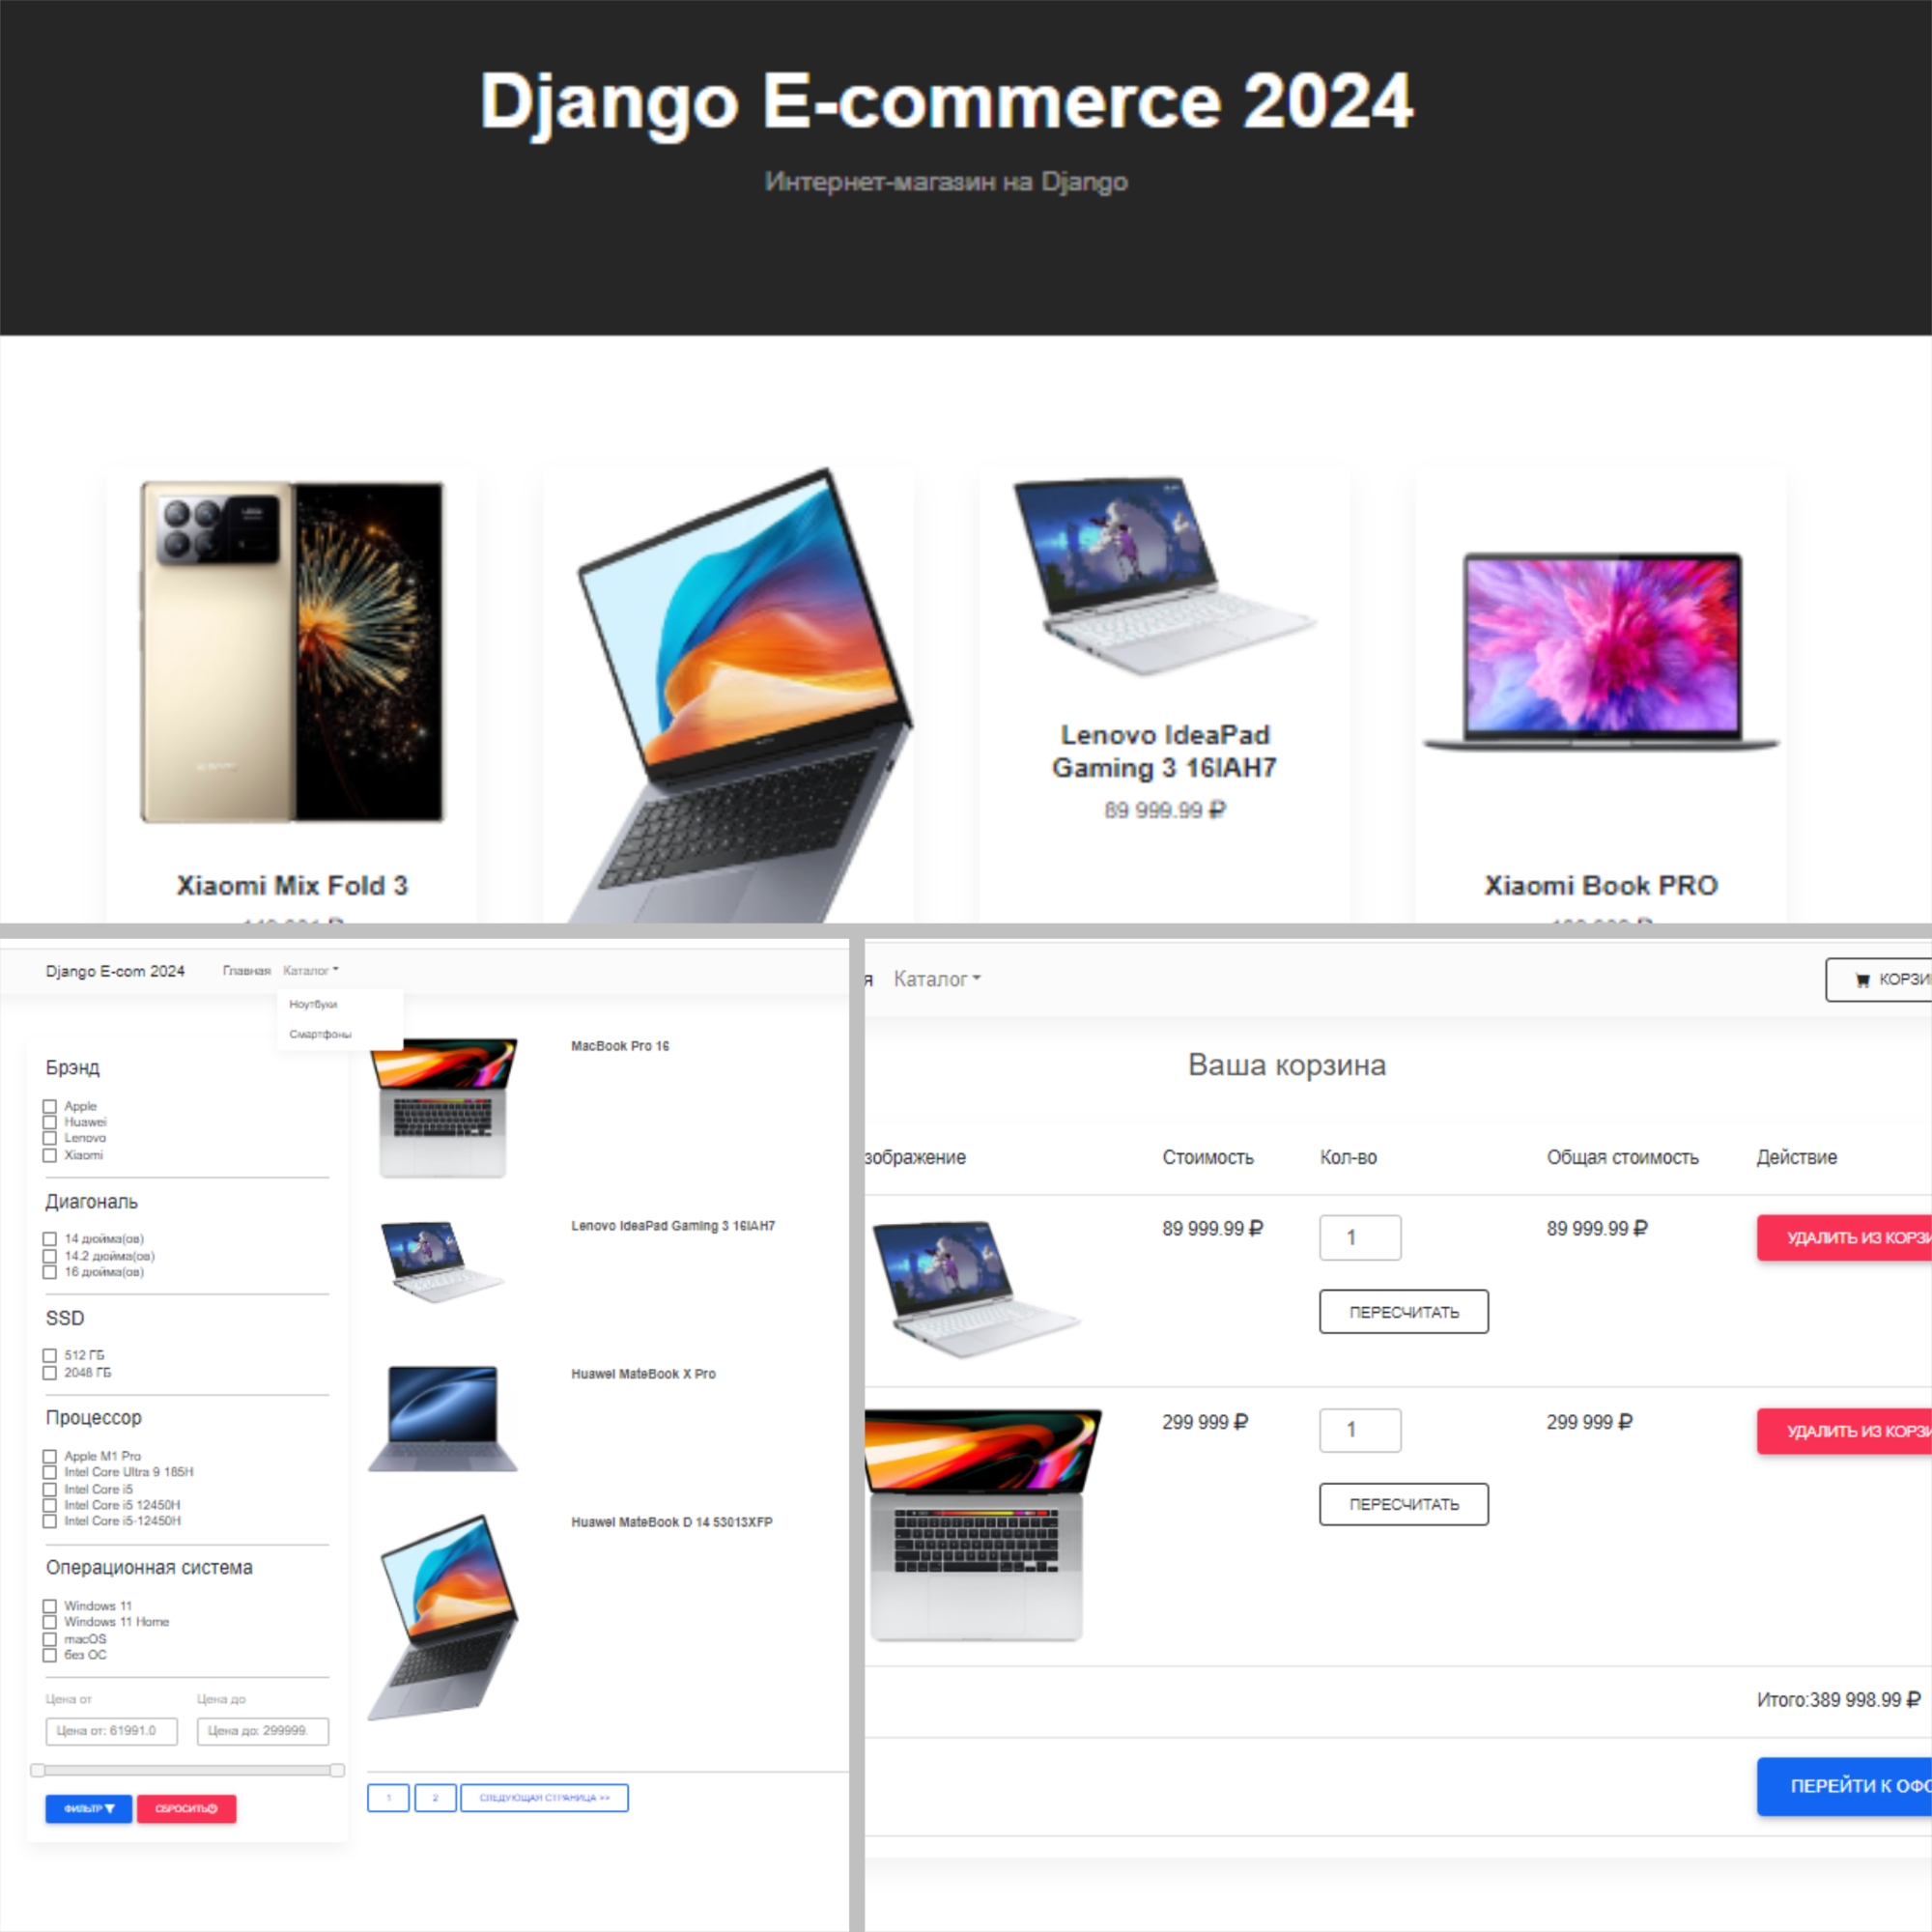 Django E-commerce 2024
Интернет-магазин на Django
Xiaomi Mix Fold 3
Lenovo IdeaPad
Gaming 3 16IAH7
89 999.99 ₽
Xiaomi Book PRO
Django E-com 2024 Главная Каталог
Ноутбуки
Смартфоны
Брэнд
Apple
Huawei
Lenovo
Xiaomi
Диагональ
14 дюйма(ов)
14.2 дюйма(ов)
16 дюйма(ов)
SSD
512 ГБ
2048 ГБ
Процессор
Apple M1 Pro
Intel Core Ultra 9 185H
Intel Core i5
Intel Core i5 12450H
Intel Core i5-12450H
Операционная система
Windows 11
Windows 11 Home
macOS
без ОС
Цена от Цена до
Цена от: 61991.0 Цена до: 299999.
ФИЛЬТР СБРОСИТЬ
MacBook Pro 16
Lenovo IdeaPad Gaming 3 16IAH7
Huawei MateBook X Pro
Huawei MateBook D 14 53013XFP
1 2 СЛЕДУЮЩАЯ СТРАНИЦА >>
я Каталог КОРЗИ
Ваша корзина
зображение Стоимость Кол-во Общая стоимость Действие
89 999.99 ₽ 1 89 999.99 ₽ УДАЛИТЬ ИЗ КОРЗИ
ПЕРЕСЧИТАТЬ
299 999 ₽ 1 299 999 ₽ УДАЛИТЬ ИЗ КОРЗИ
ПЕРЕСЧИТАТЬ
Итого:389 998.99 ₽
ПЕРЕЙТИ К ОФО